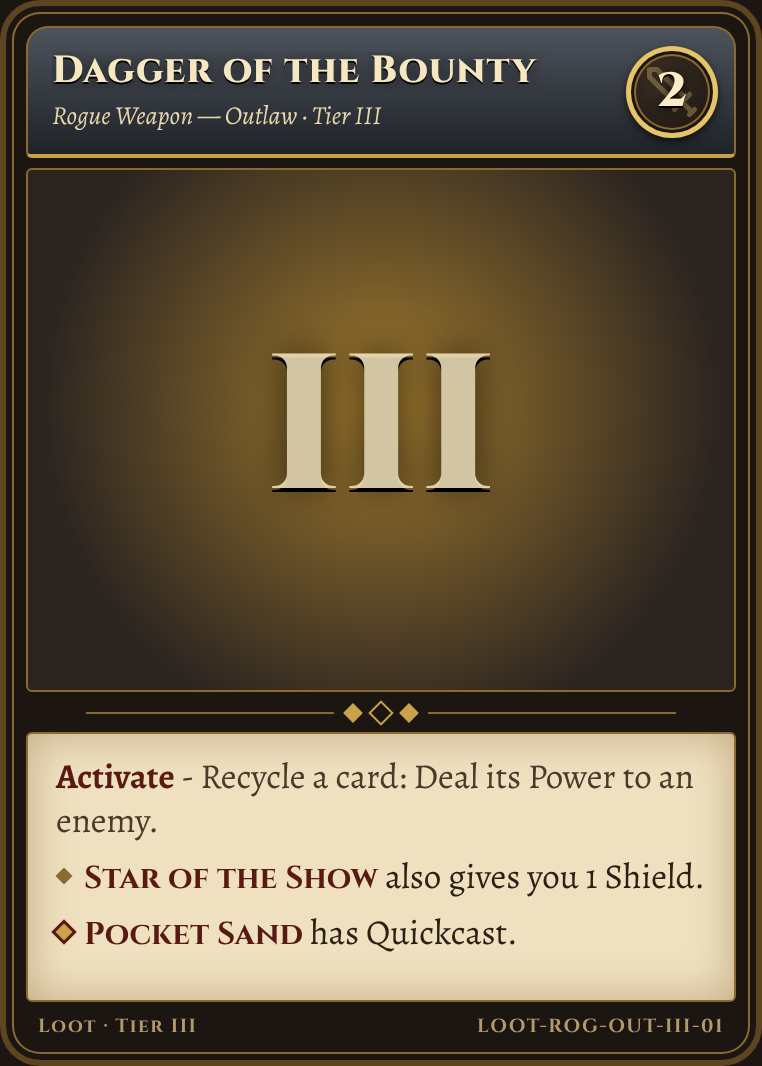 Dagger of the Bounty
2
Rogue Weapon — Outlaw · Tier III
III
Activate - Recycle a card: Deal its Power to an
enemy.
Star of the Show also gives you 1 Shield.
Pocket Sand has Quickcast.
Loot · Tier III
LOOT-ROG-OUT-III-01